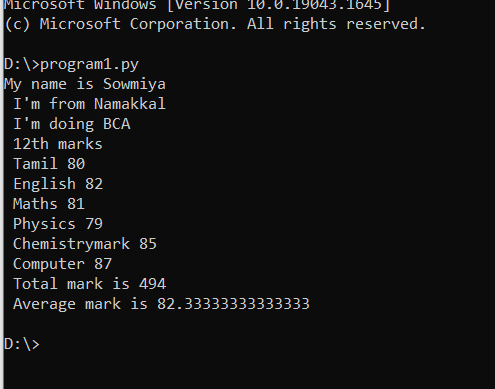 Microsoft Windows [Version 10.0.19043.1645]
(c) Microsoft Corporation. All rights reserved.
D:\>program1.py
My name is Sowmiya
I'm from Namakkal
I'm doing BCA
12th marks
Tamil 80
English 82
Maths 81
Physics 79
Chemistrymark 85
Computer 87
Total mark is 494
Average mark is 82.33333333333333
D:\>